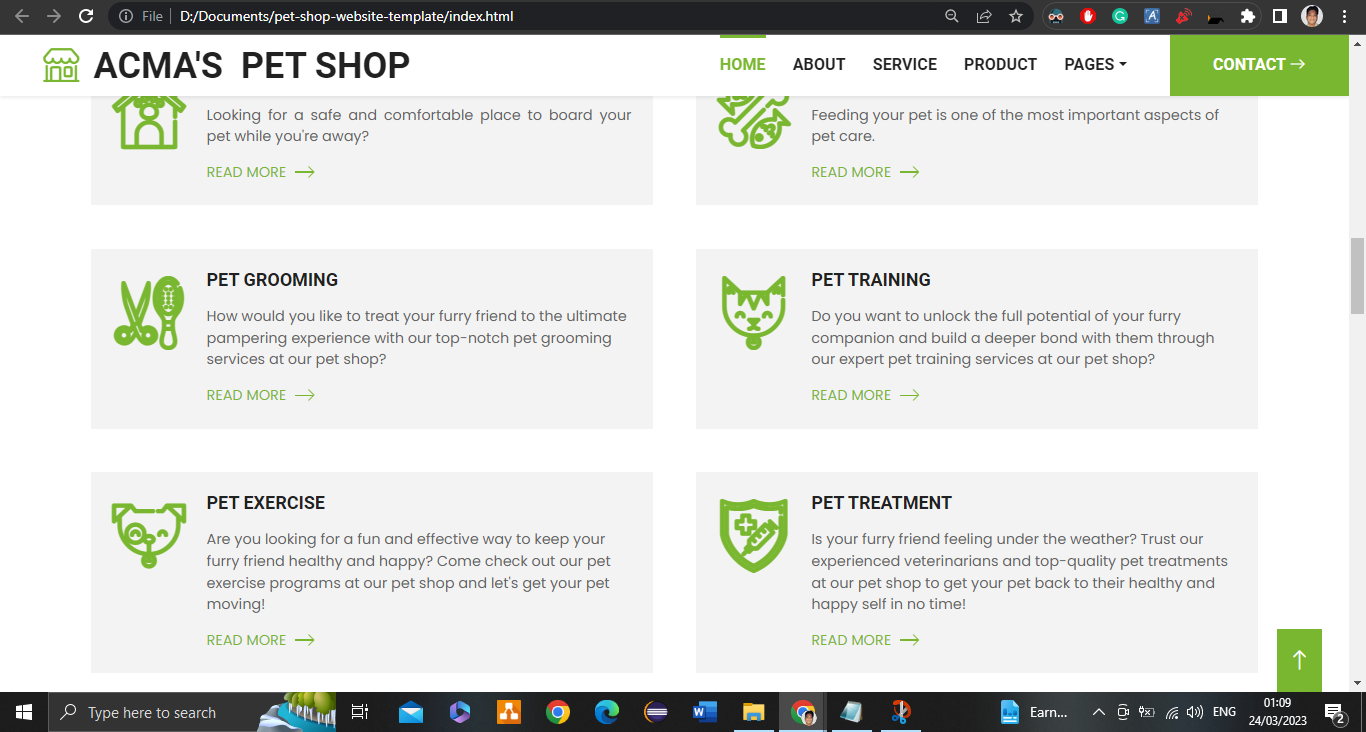 File D:/Documents/pet-shop-website-template/index.html
ACMA'S PET SHOP
HOME ABOUT SERVICE PRODUCT PAGES CONTACT →
Looking for a safe and comfortable place to board your
pet while you're away?
READ MORE →
Feeding your pet is one of the most important aspects of
pet care.
READ MORE →
PET GROOMING
How would you like to treat your furry friend to the ultimate
pampering experience with our top-notch pet grooming
services at our pet shop?
READ MORE →
PET TRAINING
Do you want to unlock the full potential of your furry
companion and build a deeper bond with them through
our expert pet training services at our pet shop?
READ MORE →
PET EXERCISE
Are you looking for a fun and effective way to keep your
furry friend healthy and happy? Come check out our pet
exercise programs at our pet shop and let's get your pet
moving!
READ MORE →
PET TREATMENT
Is your furry friend feeling under the weather? Trust our
experienced veterinarians and top-quality pet treatments
at our pet shop to get your pet back to their healthy and
happy self in no time!
READ MORE →
Type here to search
Earn...
ENG
01:09
24/03/2023
2